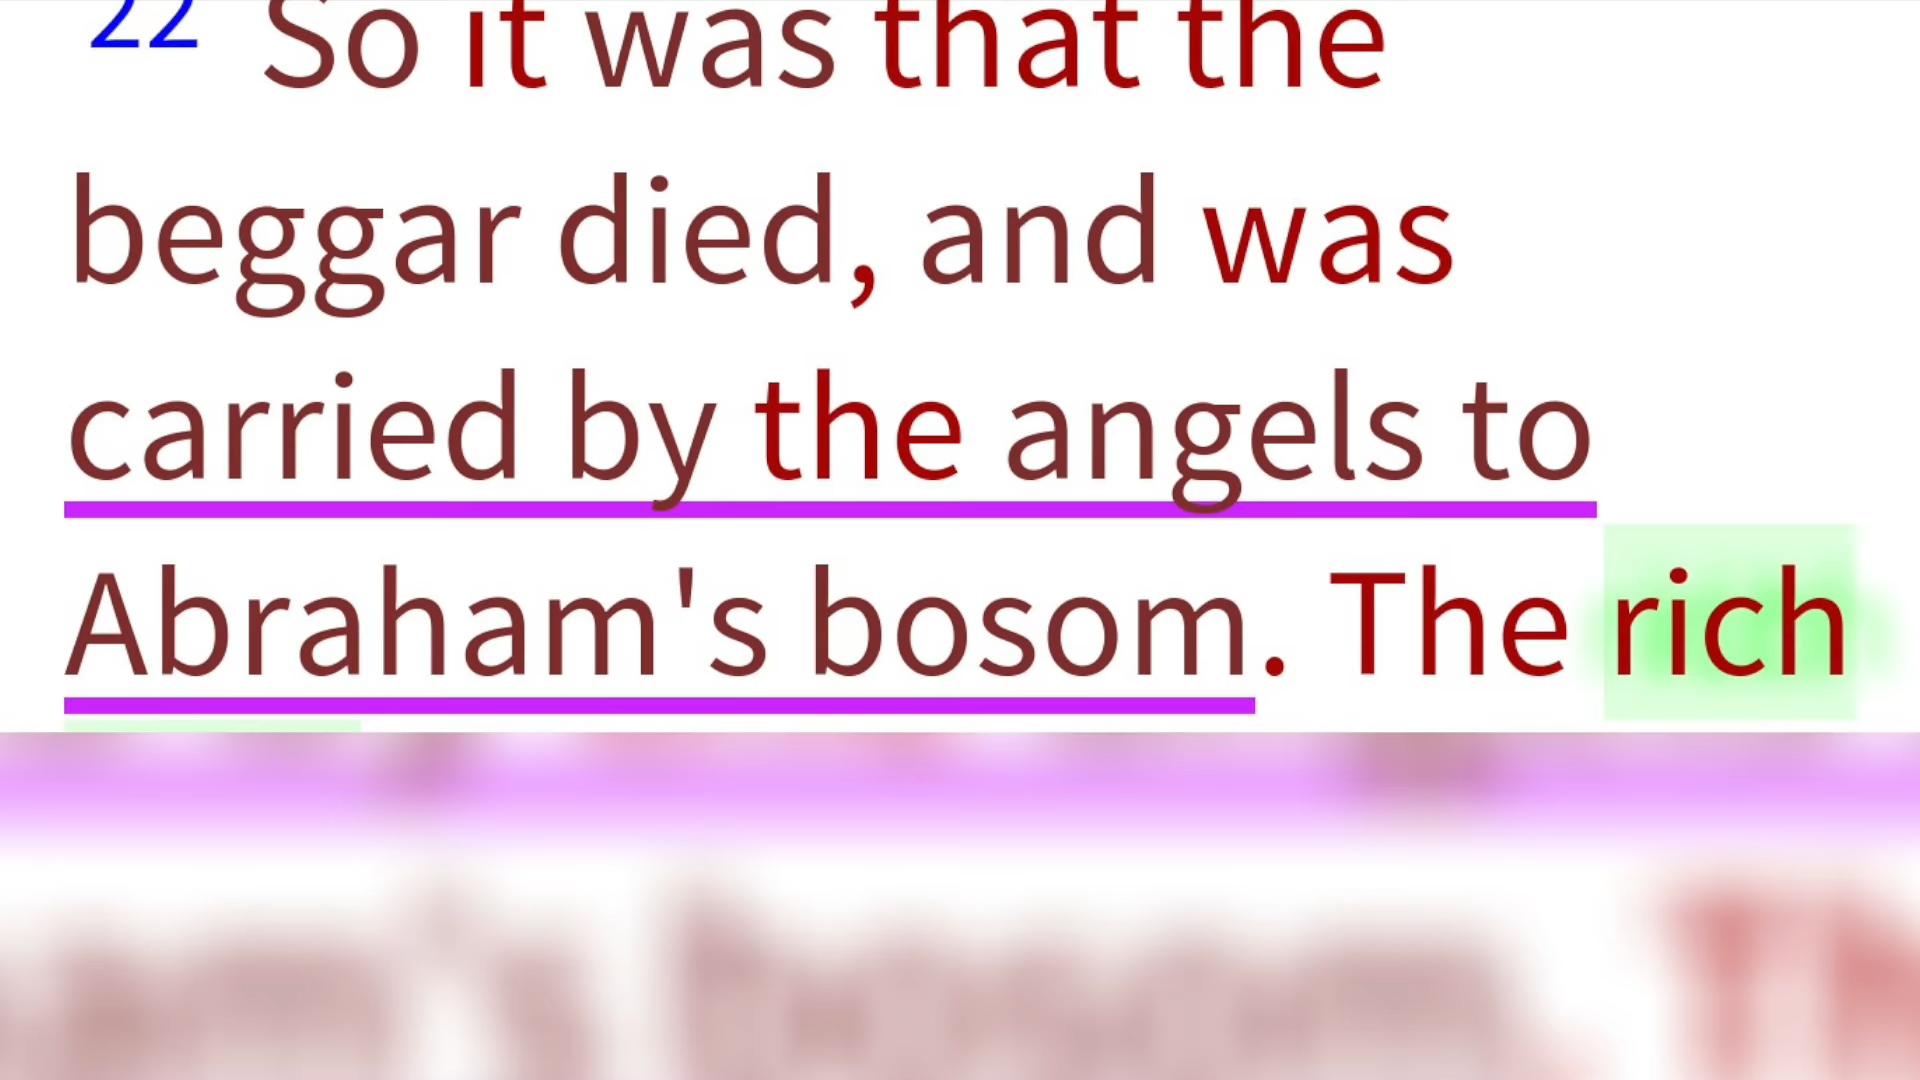 22 So it was that the
beggar died, and was
carried by the angels to
Abraham's bosom. The rich